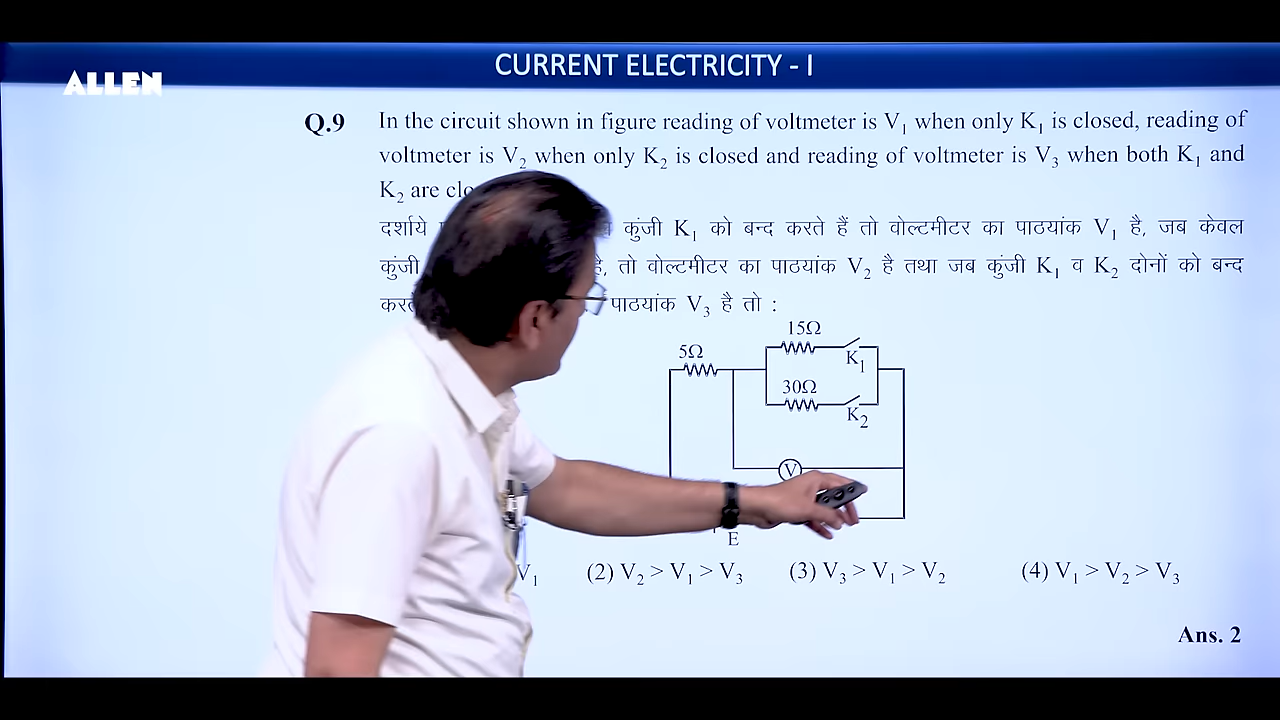 CURRENT ELECTRICITY - I
ALLEN
Q.9 In the circuit shown in figure reading of voltmeter is V₁ when only K₁ is closed, reading of
voltmeter is V₂ when only K₂ is closed and reading of voltmeter is V₃ when both K₁ and
K₂ are
दर्शाये कुंजी K₁ को बन्द करते हैं तो वोल्टमीटर का पाठयांक V₁ है, जब केवल
कुंजी है, तो वोल्टमीटर का पाठयांक V₂ है तथा जब कुंजी K₁ व K₂ दोनों को बन्द
पाठयांक V₃ है तो :
15Ω
5Ω
K₁
30Ω
K₂
V
E
V₁ (2) V₂ > V₁ > V₃ (3) V₃ > V₁ > V₂ (4) V₁ > V₂ > V₃
Ans. 2